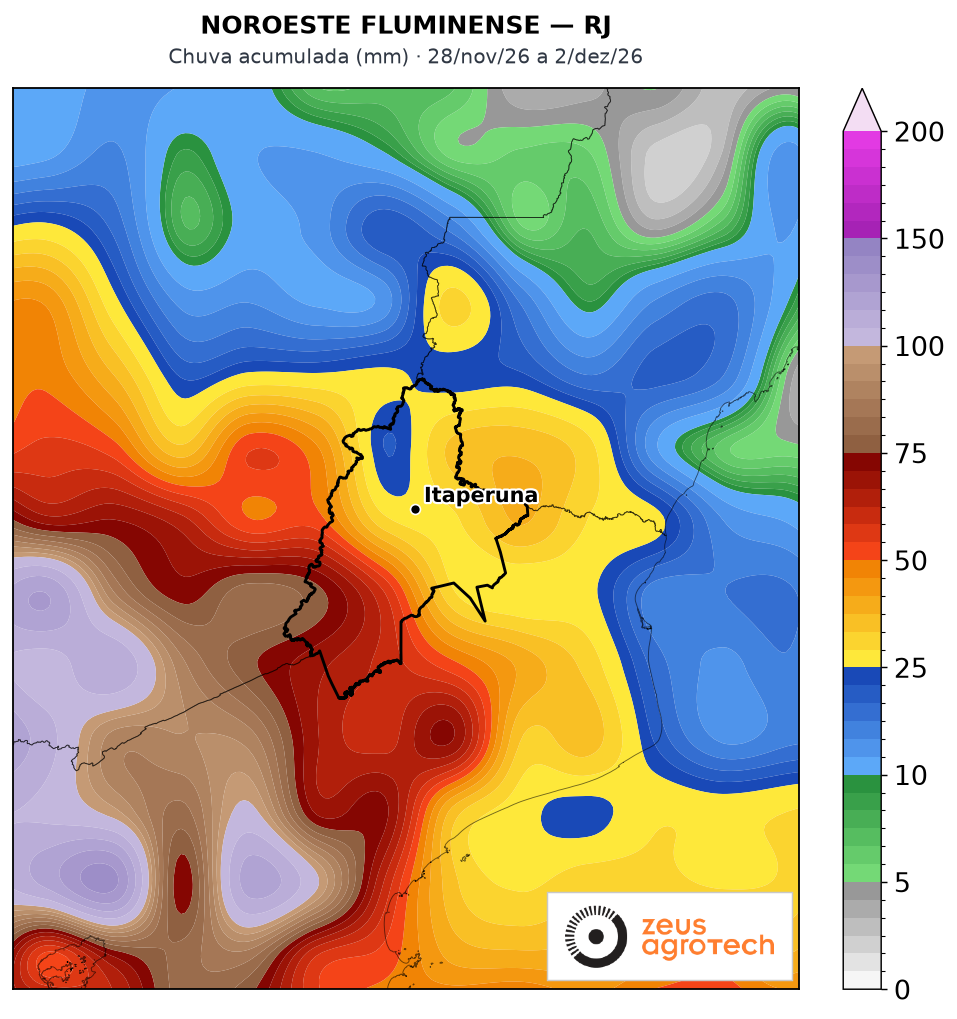 NOROESTE FLUMINENSE — RJ
Chuva acumulada (mm) · 28/nov/26 a 2/dez/26
200
150
100
75
50
25
10
5
0
Itaperuna
zeus
agrotech